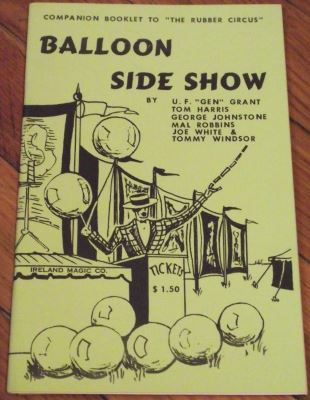 COMPANION BOOKLET TO "THE RUBBER CIRCUS"
BALLOON
SIDE SHOW
BY U. F. "GEN" GRANT
TOM HARRIS
GEORGE JOHNSTONE
MAL ROBBINS
JOE WHITE &
TOMMY WINDSOR
IRELAND MAGIC CO.
TICKETS
$ 1.50